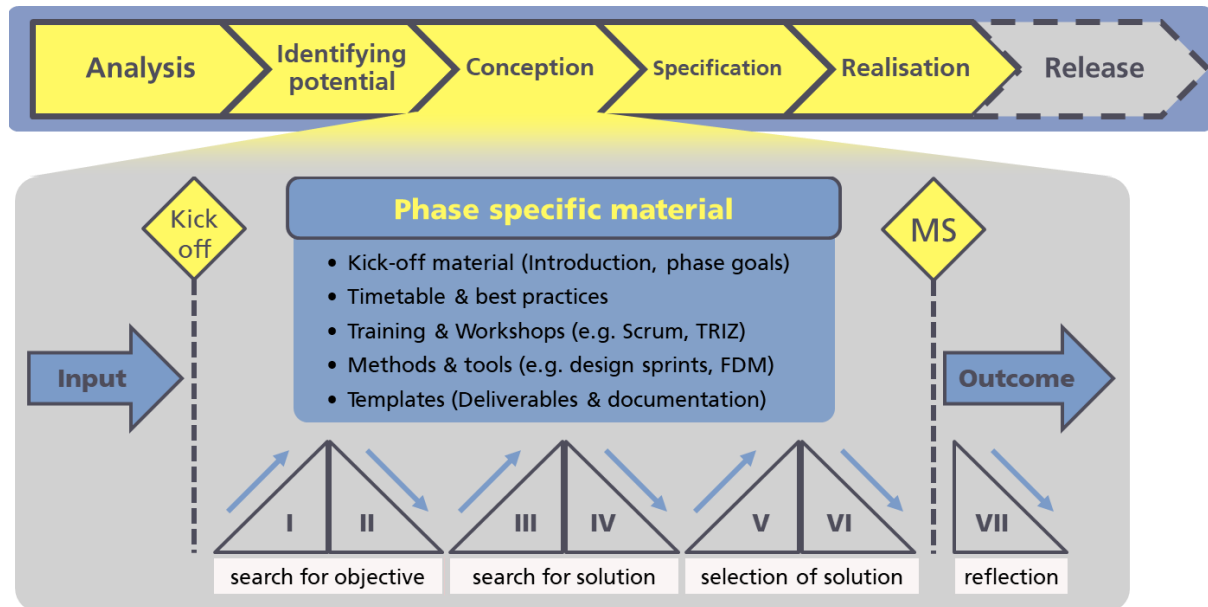 Analysis
Identifying
potential
Conception
Specification
Realisation
Release
Kick
off
Phase specific material
MS
• Kick-off material (Introduction, phase goals)
• Timetable & best practices
• Training & Workshops (e.g. Scrum, TRIZ)
• Methods & tools (e.g. design sprints, FDM)
• Templates (Deliverables & documentation)
Input
Outcome
I
II
III
IV
V
VI
VII
search for objective
search for solution
selection of solution
reflection